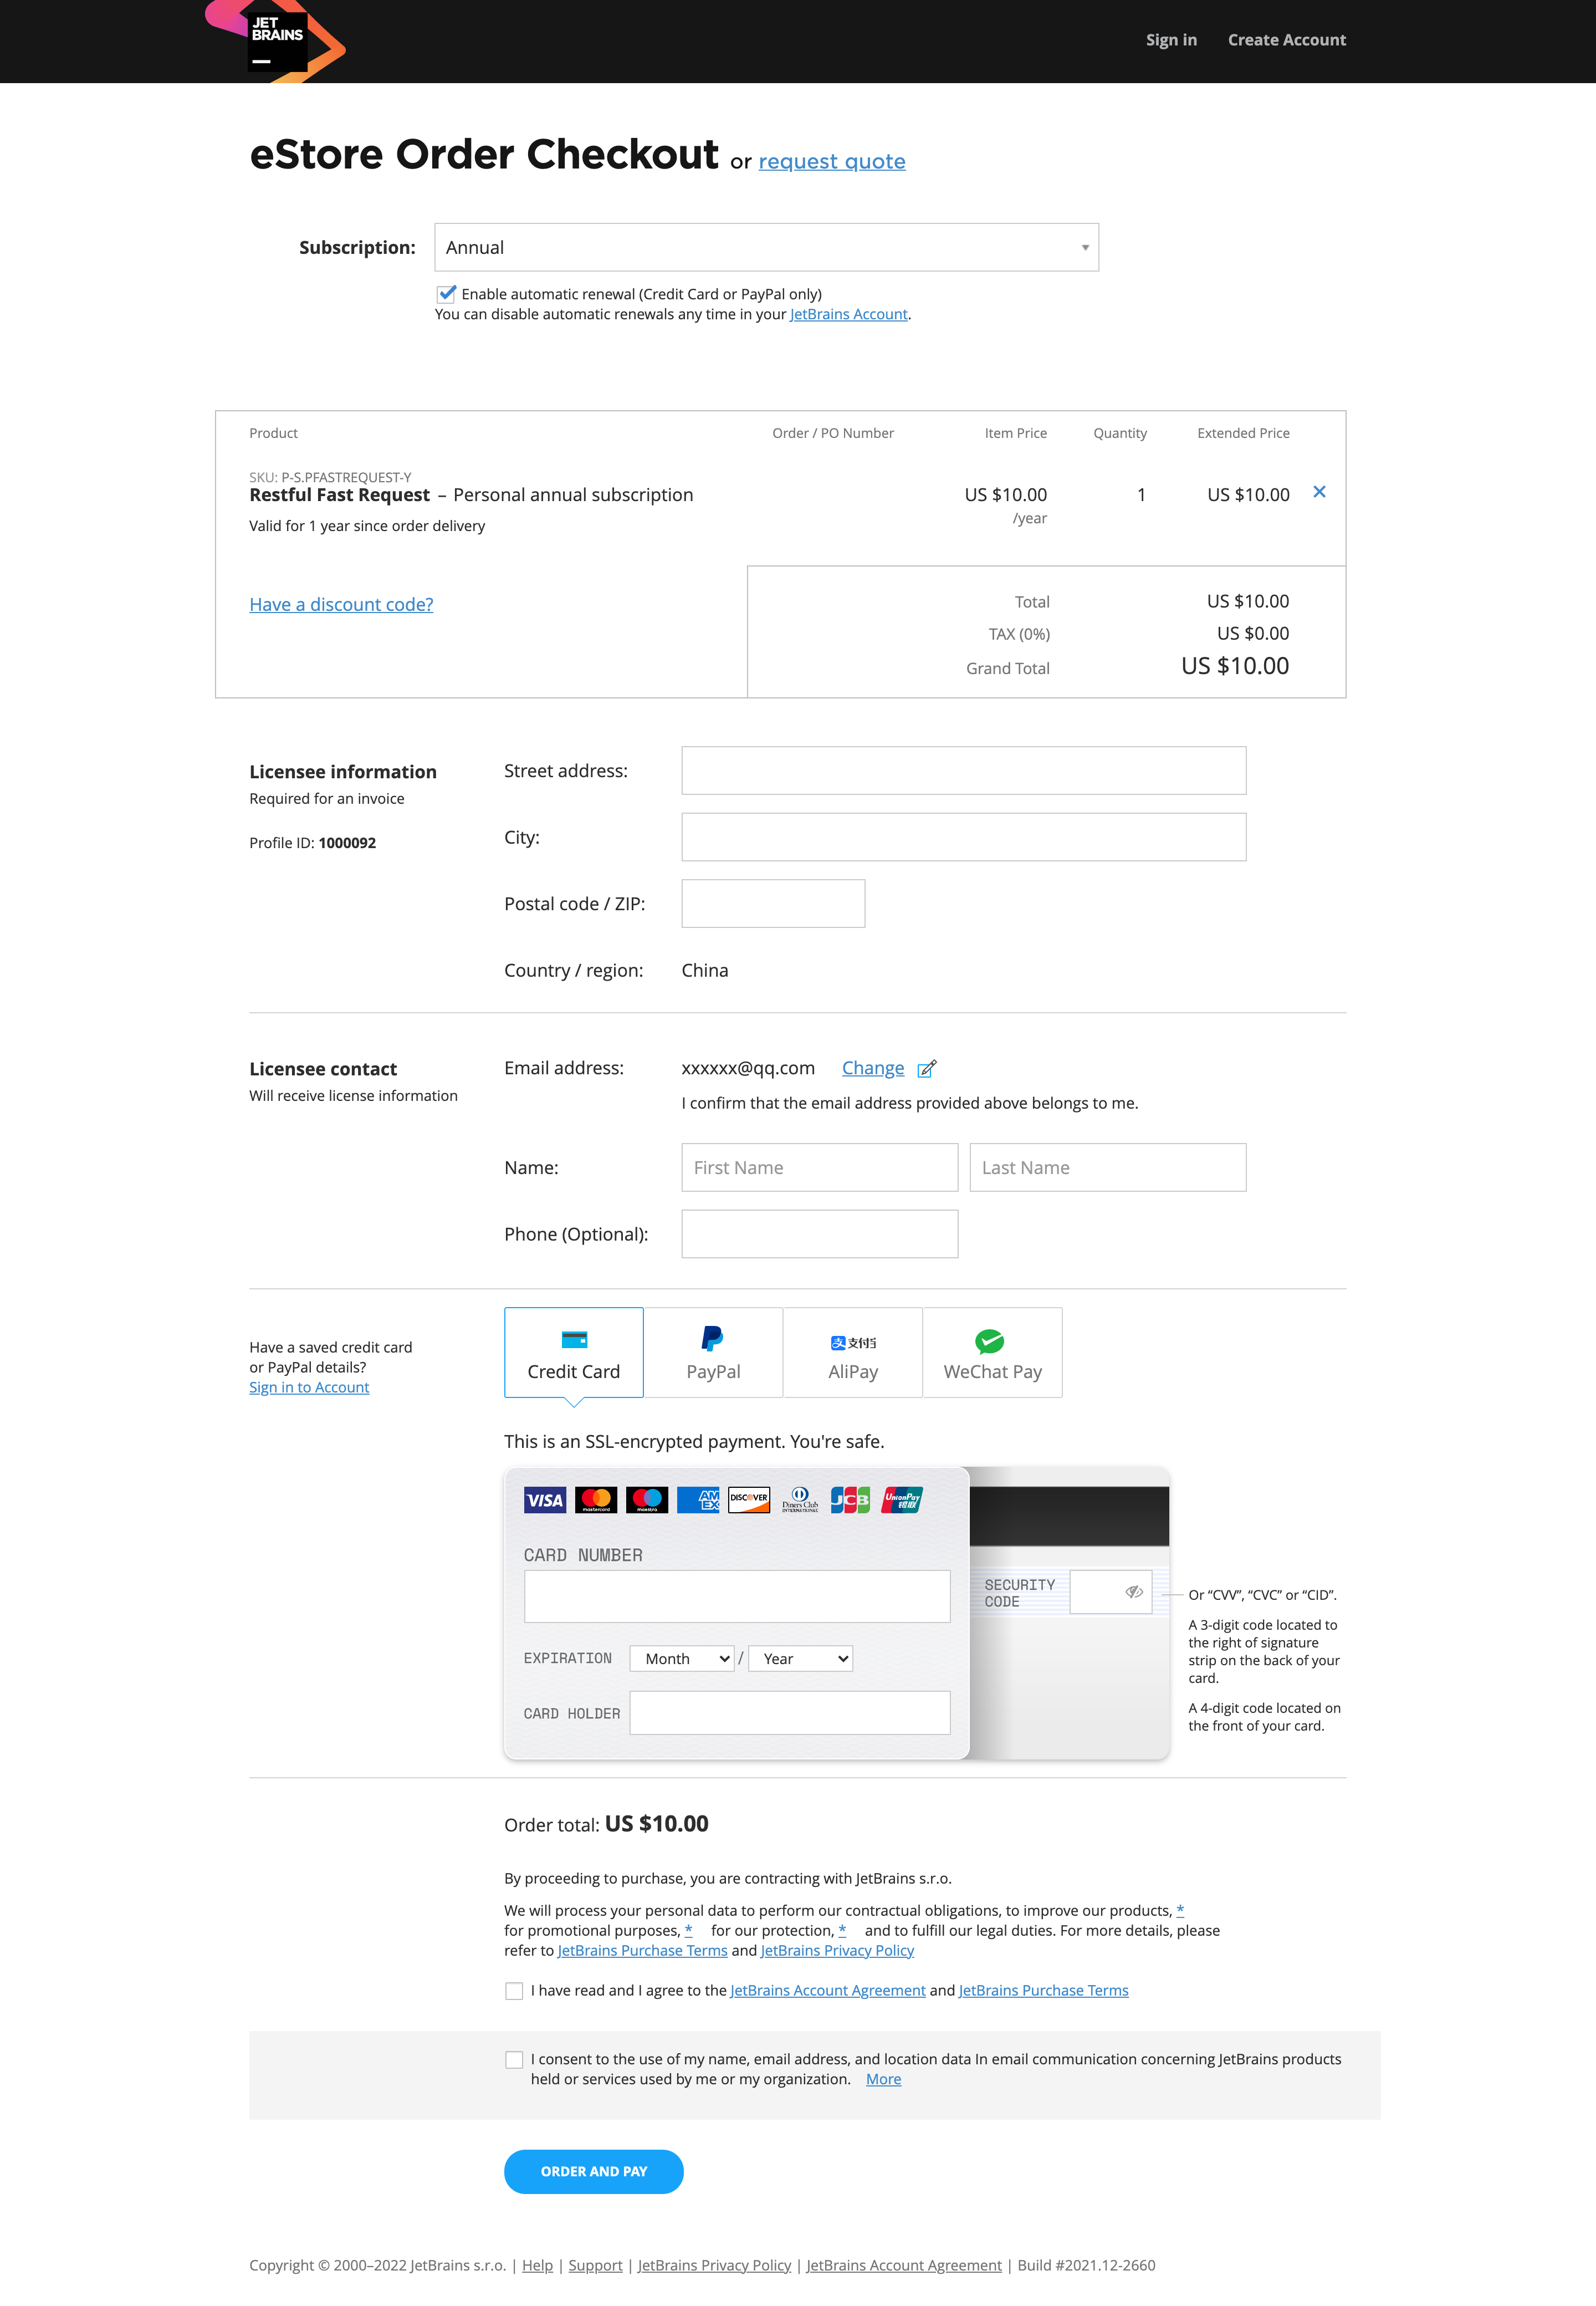 JET
BRAINS
Sign in Create Account
eStore Order Checkout or request quote
Subscription: Annual
Enable automatic renewal (Credit Card or PayPal only)
You can disable automatic renewals any time in your JetBrains Account.
Product Order / PO Number Item Price Quantity Extended Price
SKU: P-S.PFASTREQUEST-Y
Restful Fast Request – Personal annual subscription US $10.00 1 US $10.00
/year
Valid for 1 year since order delivery
Have a discount code?
Total US $10.00
TAX (0%) US $0.00
Grand Total US $10.00
Licensee information
Required for an invoice
Profile ID: 1000092
Street address:
City:
Postal code / ZIP:
Country / region: China
Licensee contact
Will receive license information
Email address: xxxxxx@qq.com Change
I confirm that the email address provided above belongs to me.
Name: First Name Last Name
Phone (Optional):
Have a saved credit card
or PayPal details?
Sign in to Account
Credit Card PayPal AliPay WeChat Pay
This is an SSL-encrypted payment. You're safe.
VISA mastercard maestro AM EX DISCOVER Diners Club INTERNATIONAL JCB UnionPay 银联
CARD NUMBER
EXPIRATION Month / Year
CARD HOLDER
SECURITY
CODE
Or “CVV”, “CVC” or “CID”.
A 3-digit code located to
the right of signature
strip on the back of your
card.
A 4-digit code located on
the front of your card.
Order total: US $10.00
By proceeding to purchase, you are contracting with JetBrains s.r.o.
We will process your personal data to perform our contractual obligations, to improve our products, *
for promotional purposes, * for our protection, * and to fulfill our legal duties. For more details, please
refer to JetBrains Purchase Terms and JetBrains Privacy Policy
I have read and I agree to the JetBrains Account Agreement and JetBrains Purchase Terms
I consent to the use of my name, email address, and location data In email communication concerning JetBrains products
held or services used by me or my organization. More
ORDER AND PAY
Copyright © 2000–2022 JetBrains s.r.o. | Help | Support | JetBrains Privacy Policy | JetBrains Account Agreement | Build #2021.12-2660